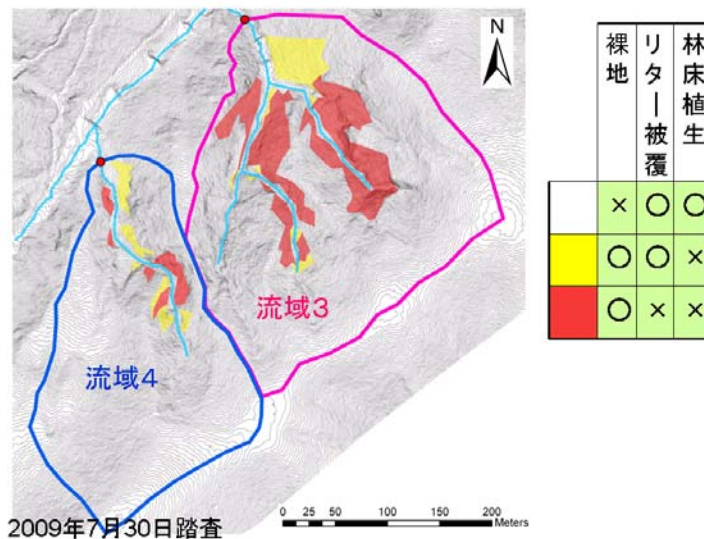 N
流域3
流域4
2009年7月30日踏査
0 25 50 100 150 200
Meters
裸地 リター被覆 林床植生
× ○ ○
○ ○ ×
○ × ×